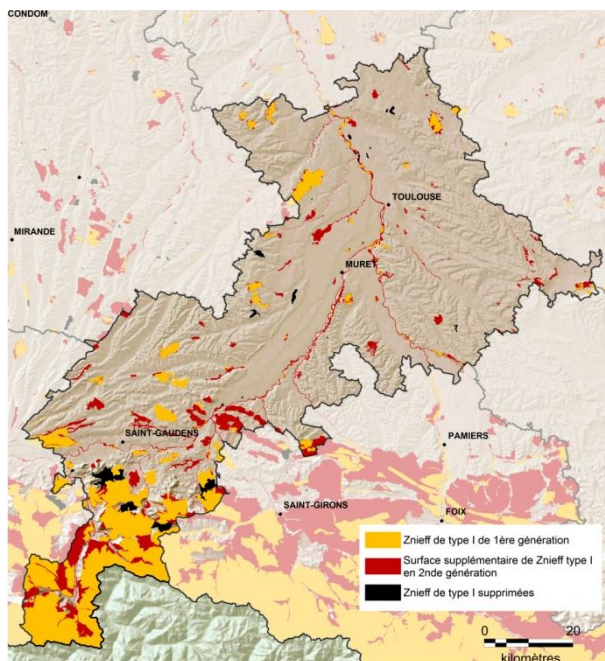 CONDOM
TOULOUSE
MIRANDE
MURET
SAINT-GAUDENS
PAMIERS
SAINT-GIRONS
FOIX
Znieff de type I de 1ère génération
Surface supplémentaire de Znieff type I
en 2nde génération
Znieff de type I supprimées
0 20
kilomètres